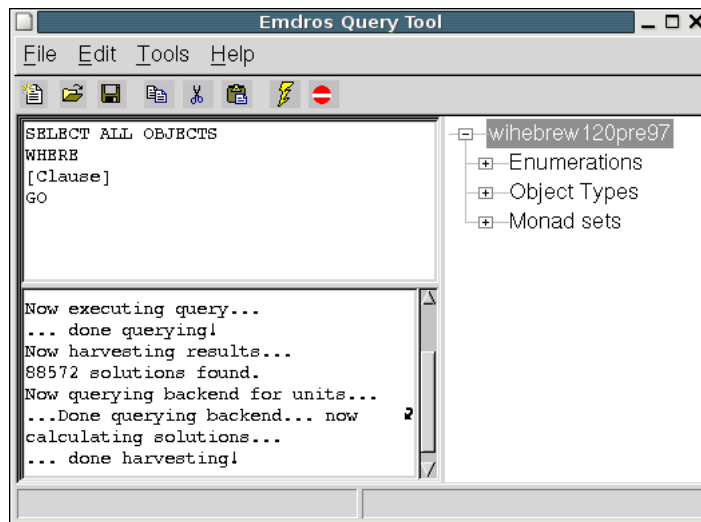 Emdros Query Tool
File Edit Tools Help
SELECT ALL OBJECTS
WHERE
[Clause]
GO
Now executing query...
... done querying!
Now harvesting results...
88572 solutions found.
Now querying backend for units...
...Done querying backend... now
calculating solutions...
... done harvesting!
wihebrew120pre97
Enumerations
Object Types
Monad sets